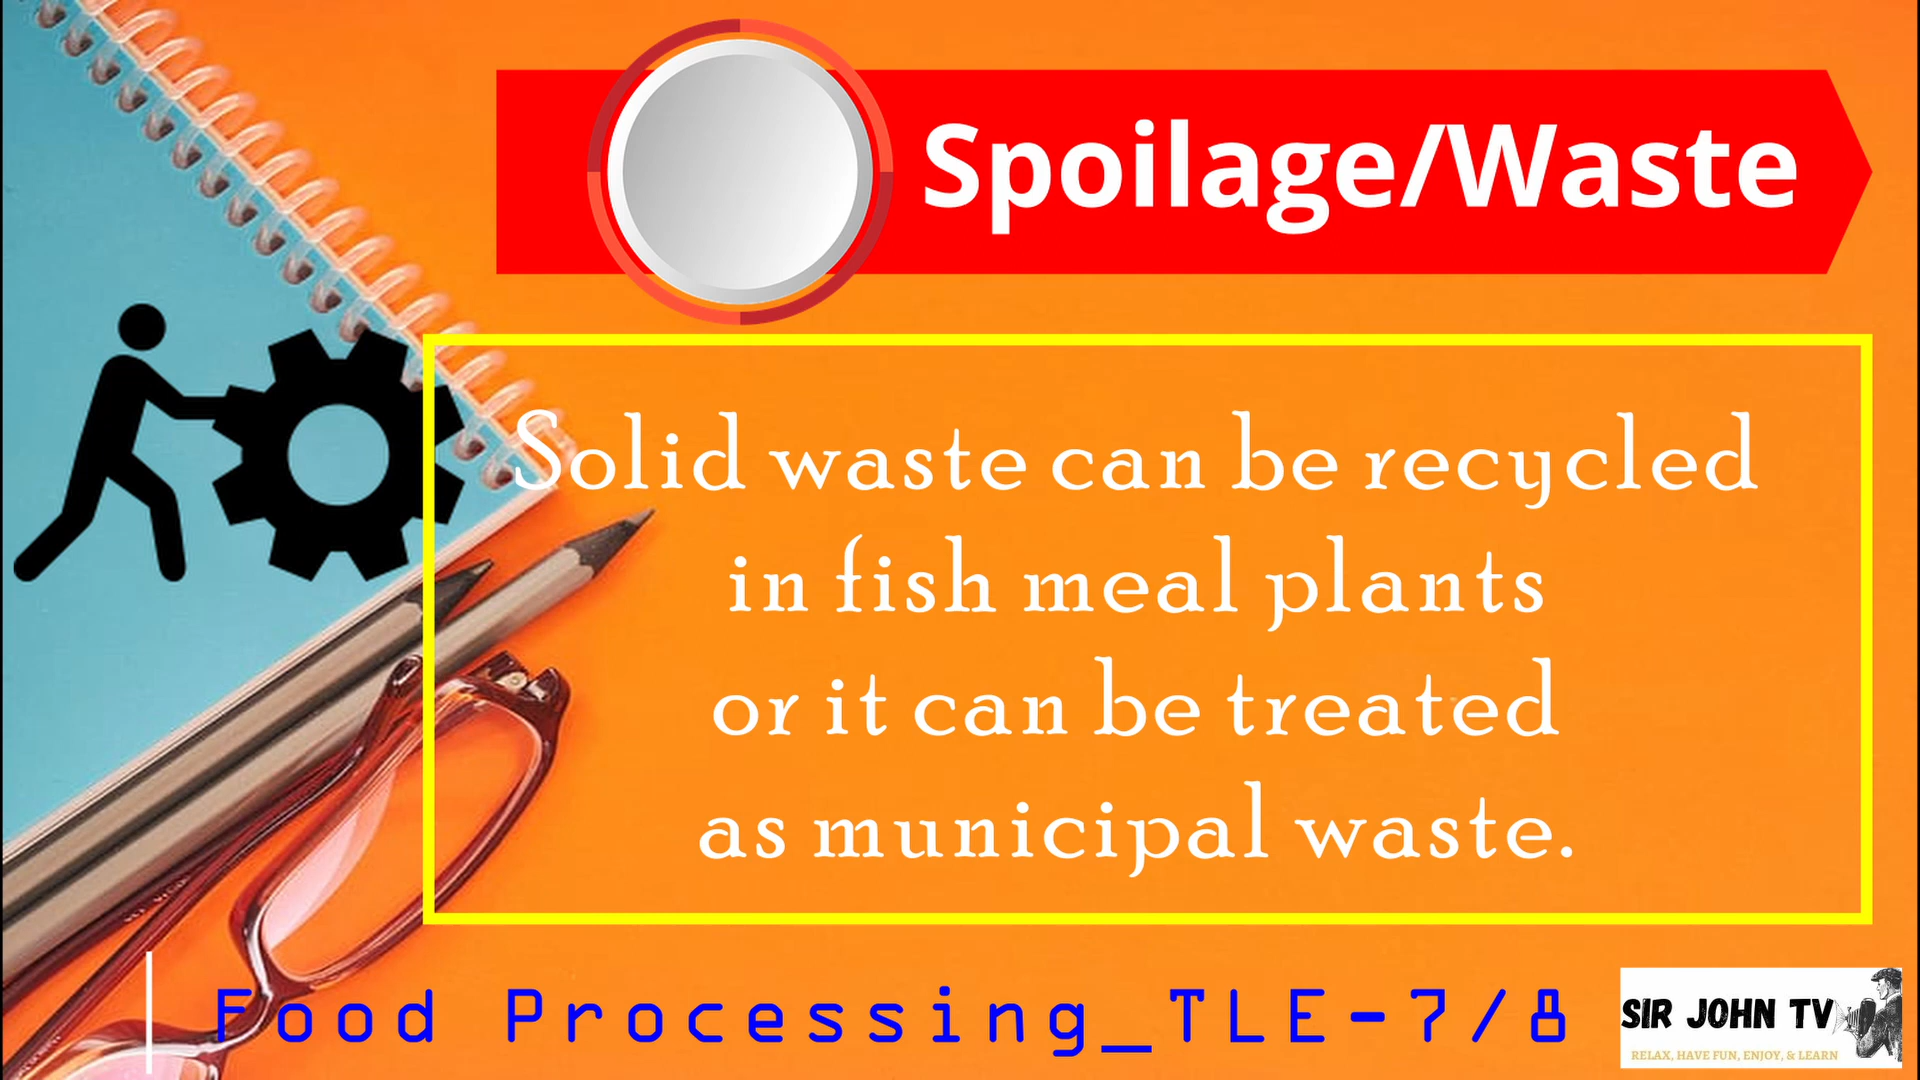 Spoilage/Waste
Solid waste can be recycled
in fish meal plants
or it can be treated
as municipal waste.
Food Processing_TLE-7/8
SIR JOHN TV
RELAX, HAVE FUN, ENJOY, & LEARN